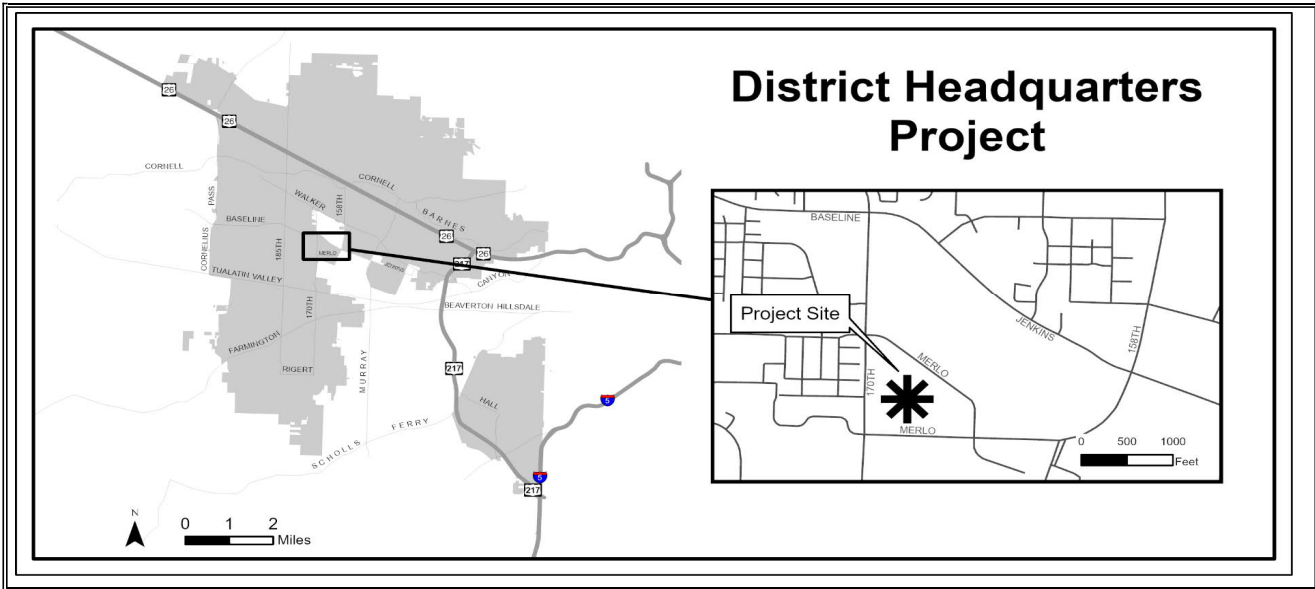 District Headquarters
Project
26
26
CORNELL
CORNELL
PASS
WALKER
158TH
BARNES
BASELINE
26
26
185TH
MERLO
217
CORNELIUS
JENKINS
CANYON
TUALATIN VALLEY
170TH
BEAVERTON HILLSDALE
FARMINGTON
217
RIGERT
MURRAY
HALL
5
SCHOLLS FERRY
5
217
N
0 1 2
Miles
BASELINE
Project Site
JENKINS
158TH
MERLO
170TH
MERLO
0 500 1000
Feet